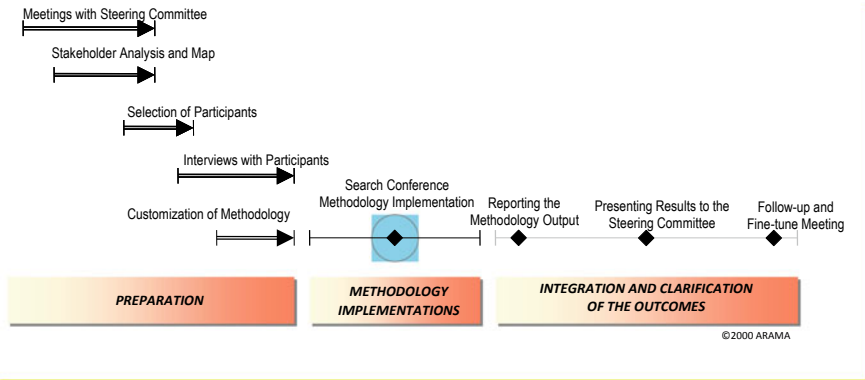 Meetings with Steering Committee
Stakeholder Analysis and Map
Selection of Participants
Interviews with Participants
Customization of Methodology
Search Conference
Methodology Implementation
Reporting the
Methodology Output
Presenting Results to the
Steering Committee
Follow-up and
Fine-tune Meeting
PREPARATION
METHODOLOGY
IMPLEMENTATIONS
INTEGRATION AND CLARIFICATION
OF THE OUTCOMES
©2000 ARAMA